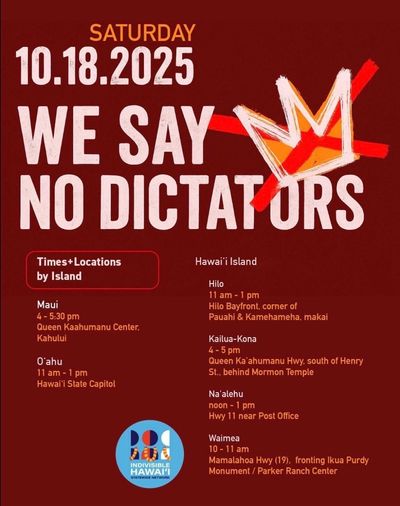 SATURDAY
10.18.2025
WE SAY
NO DICTATORS
Times+Locations
by Island
Maui
4 - 5:30 pm
Queen Kaahumanu Center,
Kahului
O'ahu
11 am - 1 pm
Hawai'i State Capitol
INDIVISIBLE
HAWAI'I
STATEWIDE NETWORK
Hawai'i Island
Hilo
11 am - 1 pm
Hilo Bayfront, corner of
Pauahi & Kamehameha, makai
Kailua-Kona
4 - 5 pm
Queen Ka'ahumanu Hwy, south of Henry
St., behind Mormon Temple
Na'alehu
noon - 1 pm
Hwy 11 near Post Office
Waimea
10 - 11 am
Mamalahoa Hwy (19), fronting Ikua Purdy
Monument / Parker Ranch Center